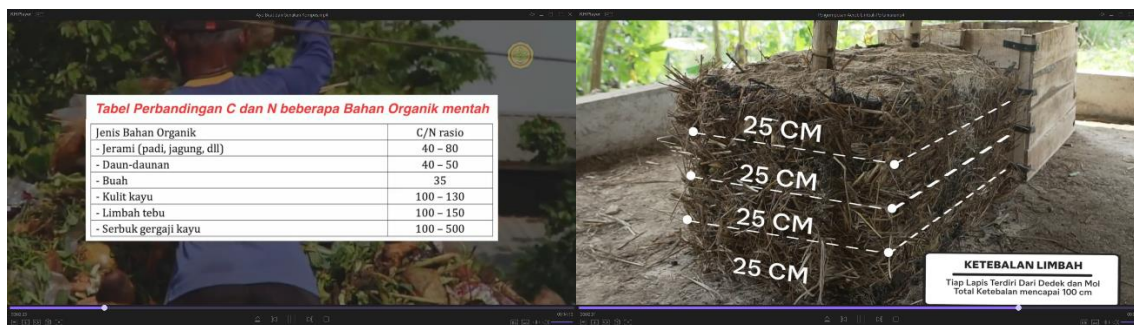 Tabel Perbandingan C dan N beberapa Bahan Organik mentah
Jenis Bahan Organik C/N rasio
- Jerami (padi, jagung, dll) 40 – 80
- Daun-daunan 40 – 50
- Buah 35
- Kulit kayu 100 – 130
- Limbah tebu 100 – 150
- Serbuk gergaji kayu 100 – 500
25 CM
25 CM
25 CM
25 CM
KETEBALAN LIMBAH
Tiap Lapis Terdiri Dari Dedek dan Mol
Total Ketebalan mencapai 100 cm